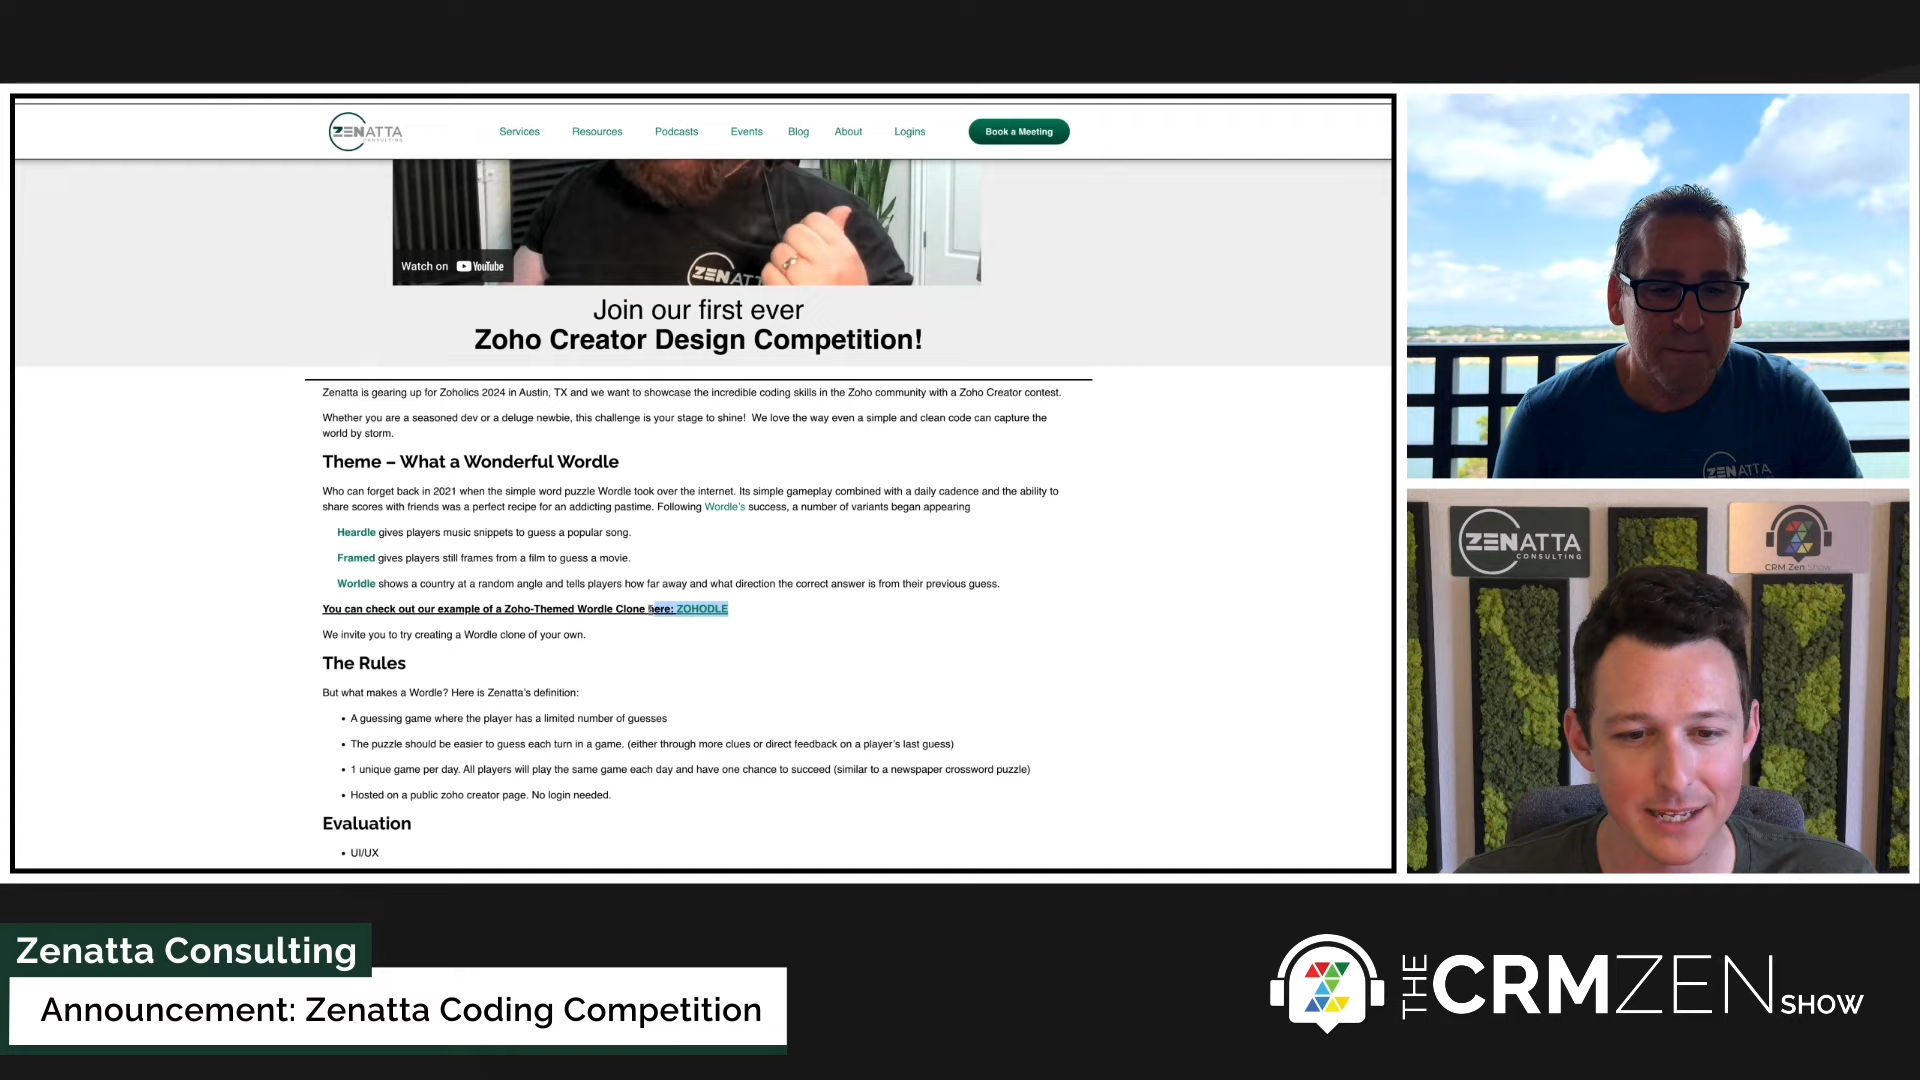 ZENATTA
CONSULTING
Services
Resources
Podcasts
Events
Blog
About
Logins
Book a Meeting
ZENAT
Watch on YouTube
Join our first ever
Zoho Creator Design Competition!
Zenatta is gearing up for Zoholics 2024 in Austin, TX and we want to showcase the incredible coding skills in the Zoho community with a Zoho Creator contest.
Whether you are a seasoned dev or a deluge newbie, this challenge is your stage to shine! We love the way even a simple and clean code can capture the
world by storm.
Theme – What a Wonderful Wordle
Who can forget back in 2021 when the simple word puzzle Wordle took over the internet. Its simple gameplay combined with a daily cadence and the ability to
share scores with friends was a perfect recipe for an addicting pastime. Following Wordle's success, a number of variants began appearing
Heardle gives players music snippets to guess a popular song.
Framed gives players still frames from a film to guess a movie.
Worldle shows a country at a random angle and tells players how far away and what direction the correct answer is from their previous guess.
You can check out our example of a Zoho-Themed Wordle Clone here: ZOHODLE
We invite you to try creating a Wordle clone of your own.
The Rules
But what makes a Wordle? Here is Zenatta's definition:
• A guessing game where the player has a limited number of guesses
• The puzzle should be easier to guess each turn in a game. (either through more clues or direct feedback on a player's last guess)
• 1 unique game per day. All players will play the same game each day and have one chance to succeed (similar to a newspaper crossword puzzle)
• Hosted on a public zoho creator page. No login needed.
Evaluation
• UI/UX
ZENATTA
ZENATTA
CONSULTING
CRM Zen Show
Zenatta Consulting
Announcement: Zenatta Coding Competition
THE CRMZEN SHOW